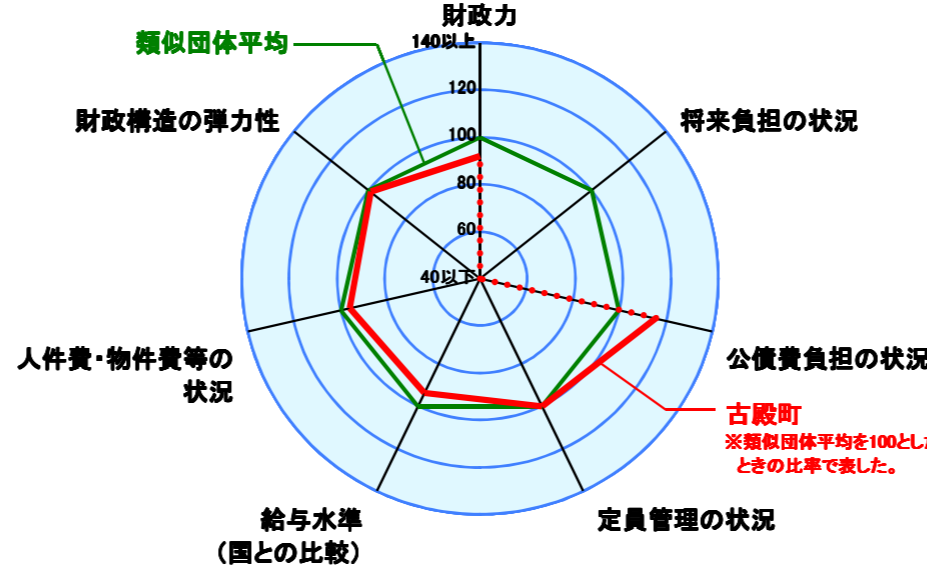 財政力
140以上
類似団体平均
120
財政構造の弾力性
将来負担の状況
100
80
60
40以下
人件費・物件費等の
状況
公債費負担の状況
古殿町
※類似団体平均を100とした
ときの比率で表した。
給与水準
（国との比較）
定員管理の状況